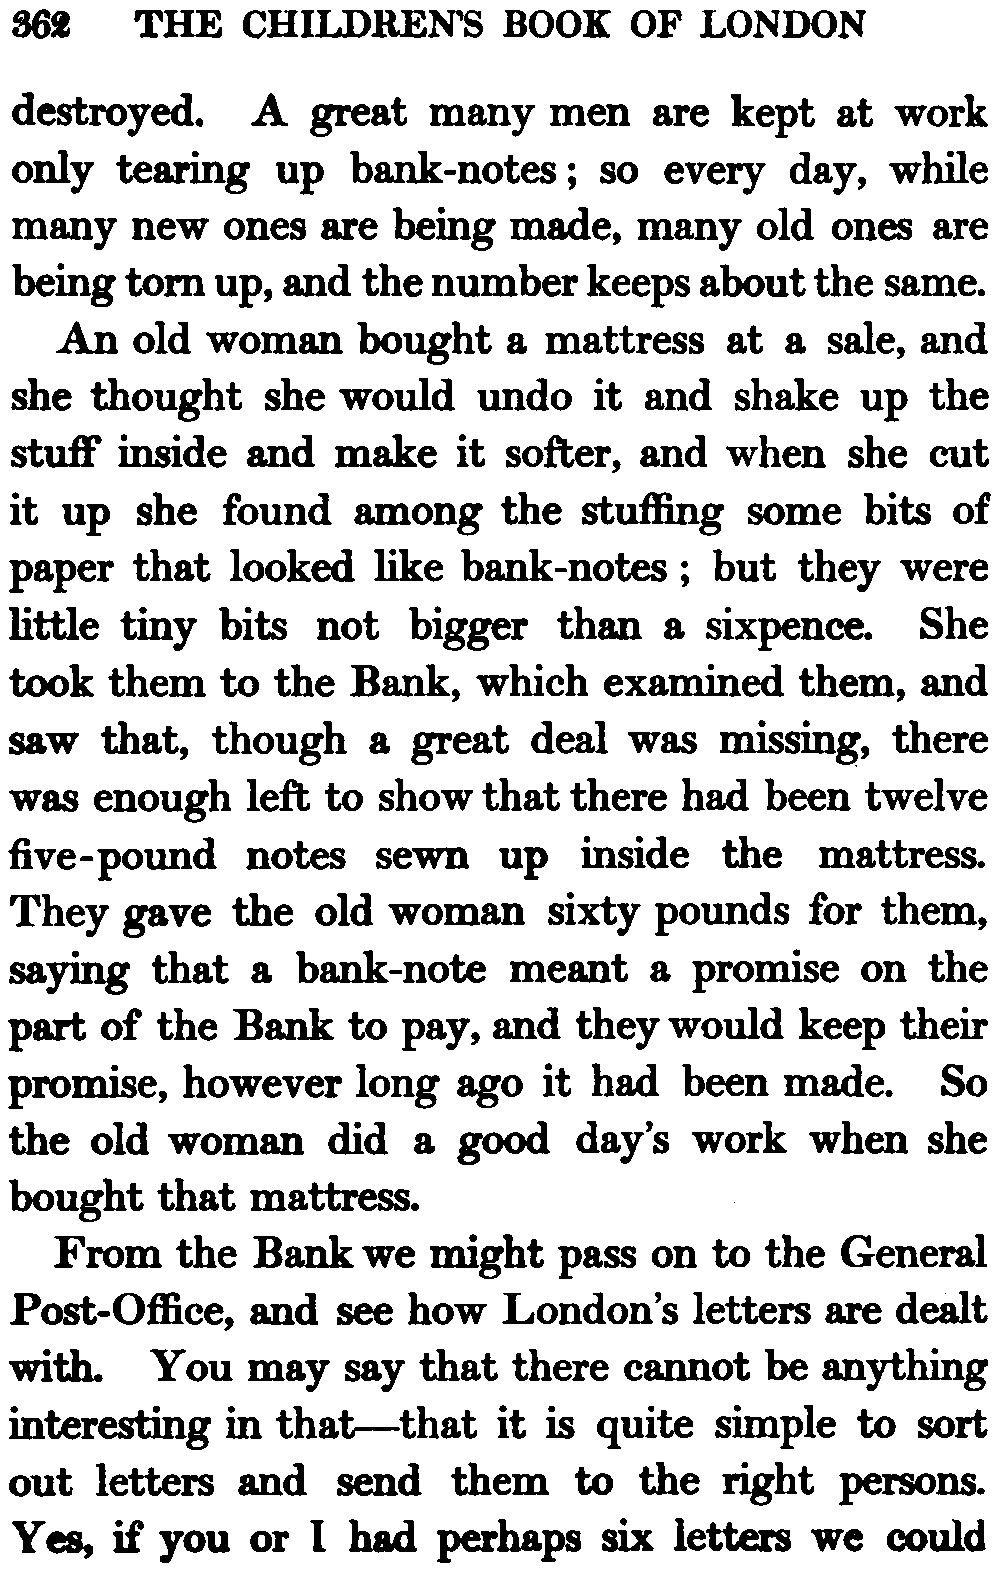 362 THE CHILDREN'S BOOK OF LONDON
destroyed. A great many men are kept at work
only tearing up bank-notes; so every day, while
many new ones are being made, many old ones are
being torn up, and the number keeps about the same.
An old woman bought a mattress at a sale, and
she thought she would undo it and shake up the
stuff inside and make it softer, and when she cut
it up she found among the stuffing some bits of
paper that looked like bank-notes; but they were
little tiny bits not bigger than a sixpence. She
took them to the Bank, which examined them, and
saw that, though a great deal was missing, there
was enough left to show that there had been twelve
five-pound notes sewn up inside the mattress.
They gave the old woman sixty pounds for them,
saying that a bank-note meant a promise on the
part of the Bank to pay, and they would keep their
promise, however long ago it had been made. So
the old woman did a good day's work when she
bought that mattress.
From the Bank we might pass on to the General
Post-Office, and see how London's letters are dealt
with. You may say that there cannot be anything
interesting in that—that it is quite simple to sort
out letters and send them to the right persons.
Yes, if you or I had perhaps six letters we could